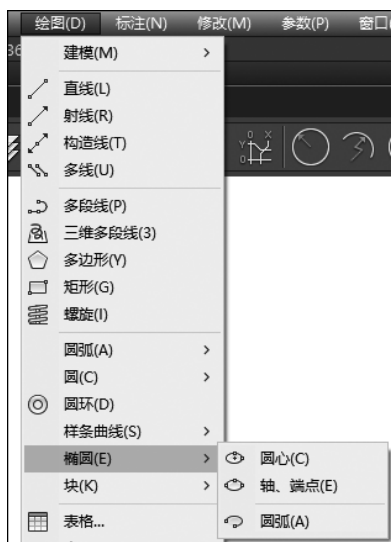 绘图(D) 标注(N) 修改(M) 参数(P) 窗口
建模(M)
直线(L)
射线(R)
构造线(T)
多线(U)
多段线(P)
三维多段线(3)
多边形(Y)
矩形(G)
螺旋(I)
圆弧(A)
圆(C)
圆环(D)
样条曲线(S)
椭圆(E)
圆心(C)
块(K)
轴、端点(E)
表格...
圆弧(A)